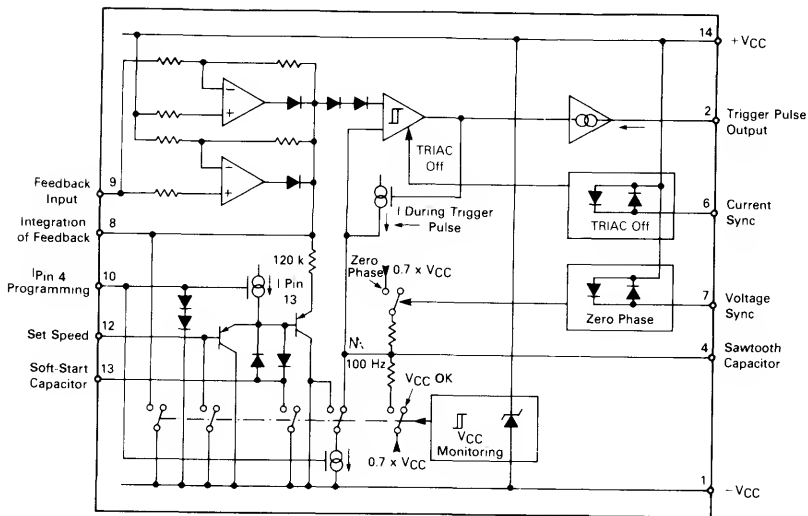 14
+VCC
2
Trigger Pulse
Output
TRIAC
Off
Feedback
Input
9
I During Trigger
Pulse
TRIAC Off
6
Current
Sync
Integration
of Feedback
8
120 k
Zero
Phase
0.7 x VCC
IPin 4
Programming
10
I Pin
13
Zero Phase
7
Voltage
Sync
Set Speed
12
100 Hz
4
Sawtooth
Capacitor
Soft-Start
Capacitor
13
VCC OK
VCC
Monitoring
0.7 x VCC
1
-VCC
−
+
−
+